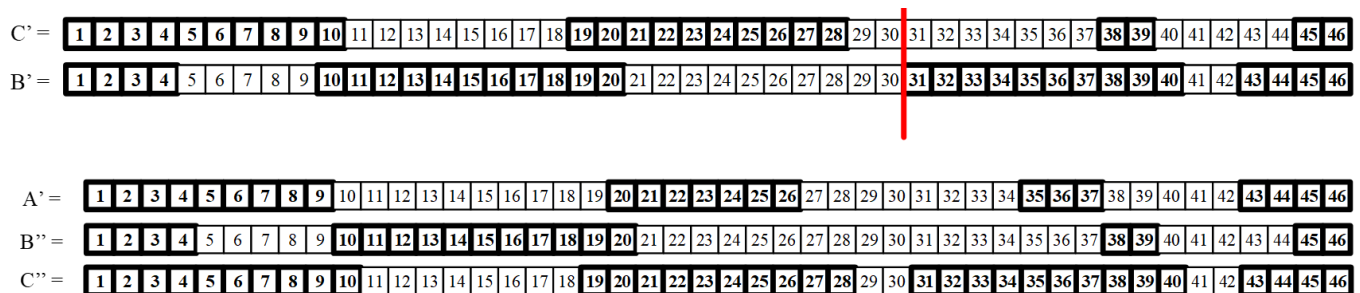 C’ = 1 2 3 4 5 6 7 8 9 10 11 12 13 14 15 16 17 18 19 20 21 22 23 24 25 26 27 28 29 30 31 32 33 34 35 36 37 38 39 40 41 42 43 44 45 46
B’ = 1 2 3 4 5 6 7 8 9 10 11 12 13 14 15 16 17 18 19 20 21 22 23 24 25 26 27 28 29 30 31 32 33 34 35 36 37 38 39 40 41 42 43 44 45 46
A’ = 1 2 3 4 5 6 7 8 9 10 11 12 13 14 15 16 17 18 19 20 21 22 23 24 25 26 27 28 29 30 31 32 33 34 35 36 37 38 39 40 41 42 43 44 45 46
B’’ = 1 2 3 4 5 6 7 8 9 10 11 12 13 14 15 16 17 18 19 20 21 22 23 24 25 26 27 28 29 30 31 32 33 34 35 36 37 38 39 40 41 42 43 44 45 46
C’’ = 1 2 3 4 5 6 7 8 9 10 11 12 13 14 15 16 17 18 19 20 21 22 23 24 25 26 27 28 29 30 31 32 33 34 35 36 37 38 39 40 41 42 43 44 45 46